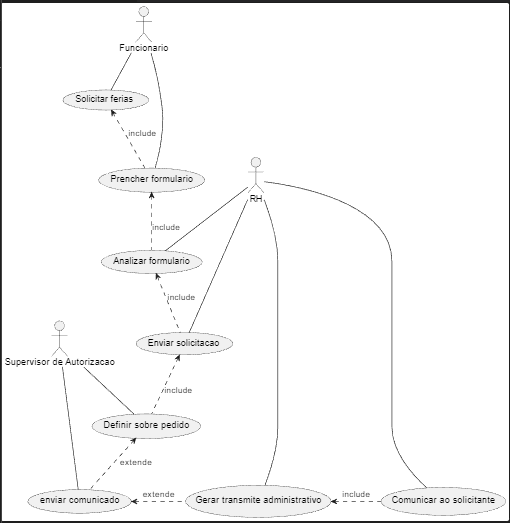 Funcionario
Solicitar ferias
include
Prencher formulario
RH
include
Analizar formulario
include
Enviar solicitacao
Supervisor de Autorizacao
include
Definir sobre pedido
extende
enviar comunicado
extende
Gerar transmite administrativo
include
Comunicar ao solicitante